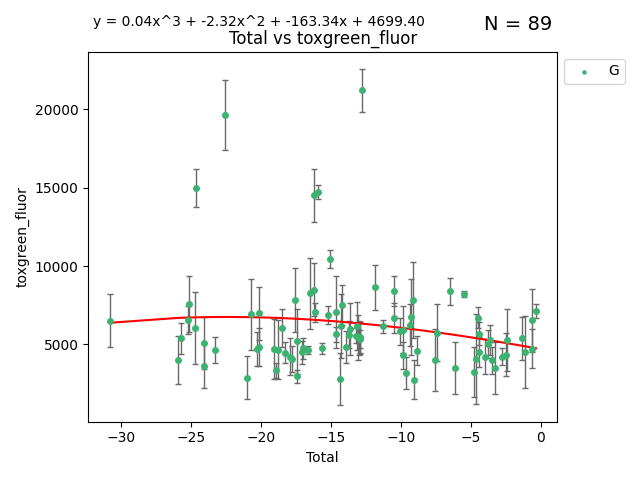 y = 0.04x^3 + -2.32x^2 + -163.34x + 4699.40
N = 89
Total vs toxgreen_fluor
G
20000
15000
10000
5000
toxgreen_fluor
−30
−25
−20
−15
−10
−5
0
Total